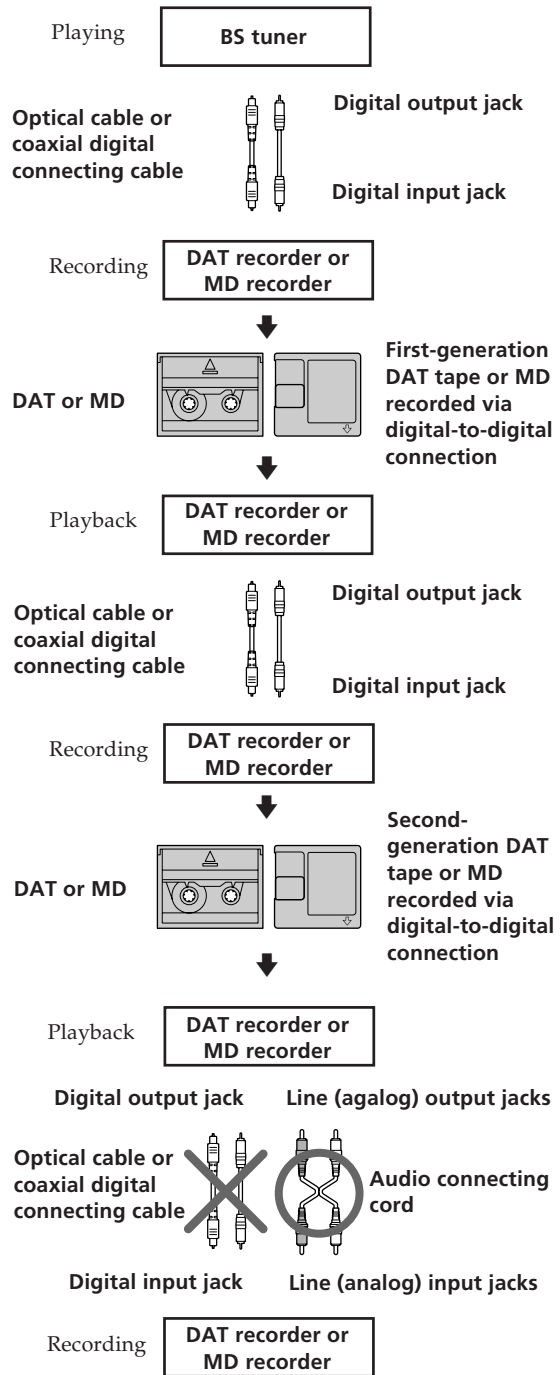 Playing
BS tuner
Optical cable or
coaxial digital
connecting cable
Digital output jack
Digital input jack
Recording
DAT recorder or
MD recorder
DAT or MD
First-generation
DAT tape or MD
recorded via
digital-to-digital
connection
Playback
DAT recorder or
MD recorder
Optical cable or
coaxial digital
connecting cable
Digital output jack
Digital input jack
Recording
DAT recorder or
MD recorder
DAT or MD
Second-
generation DAT
tape or MD
recorded via
digital-to-digital
connection
Playback
DAT recorder or
MD recorder
Digital output jack
Line (agalog) output jacks
Optical cable or
coaxial digital
connecting cable
Audio connecting
cord
Digital input jack
Line (analog) input jacks
Recording
DAT recorder or
MD recorder